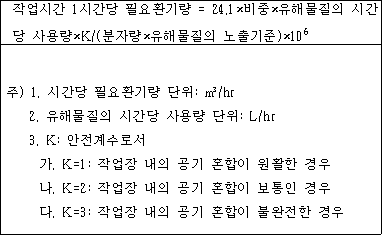 작업시간 1시간당 필요환기량 = 24.1×비중×유해물질의 시간
당 사용량×K/(분자량×유해물질의 노출기준)×10⁶
주) 1. 시간당 필요환기량 단위: ㎥/hr
2. 유해물질의 시간당 사용량 단위: L/hr
3. K: 안전계수로서
가. K=1: 작업장 내의 공기 혼합이 원활한 경우
나. K=2: 작업장 내의 공기 혼합이 보통인 경우
다. K=3: 작업장 내의 공기 혼합이 불완전한 경우